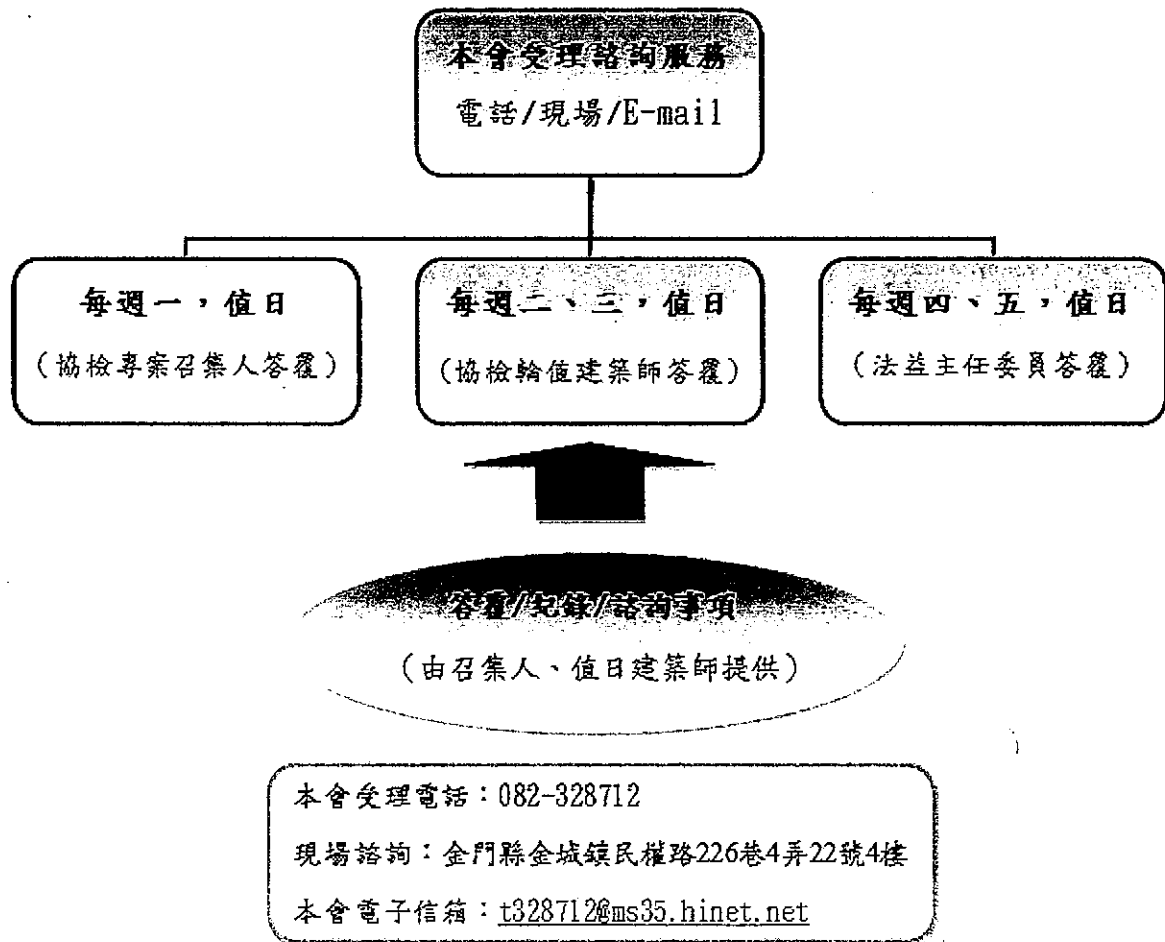 本會受理諮詢服務
電話/現場/E-mail
每週一，值日
（協檢專案召集人答覆）
每週二、三，值日
（協檢輪值建築師答覆）
每週四、五，值日
（法益主任委員答覆）
答覆/紀錄/諮詢事項
（由召集人、值日建築師提供）
本會受理電話：082-328712
現場諮詢：金門縣金城鎮民權路226巷4弄22號4樓
本會電子信箱：t328712@ms35.hinet.net